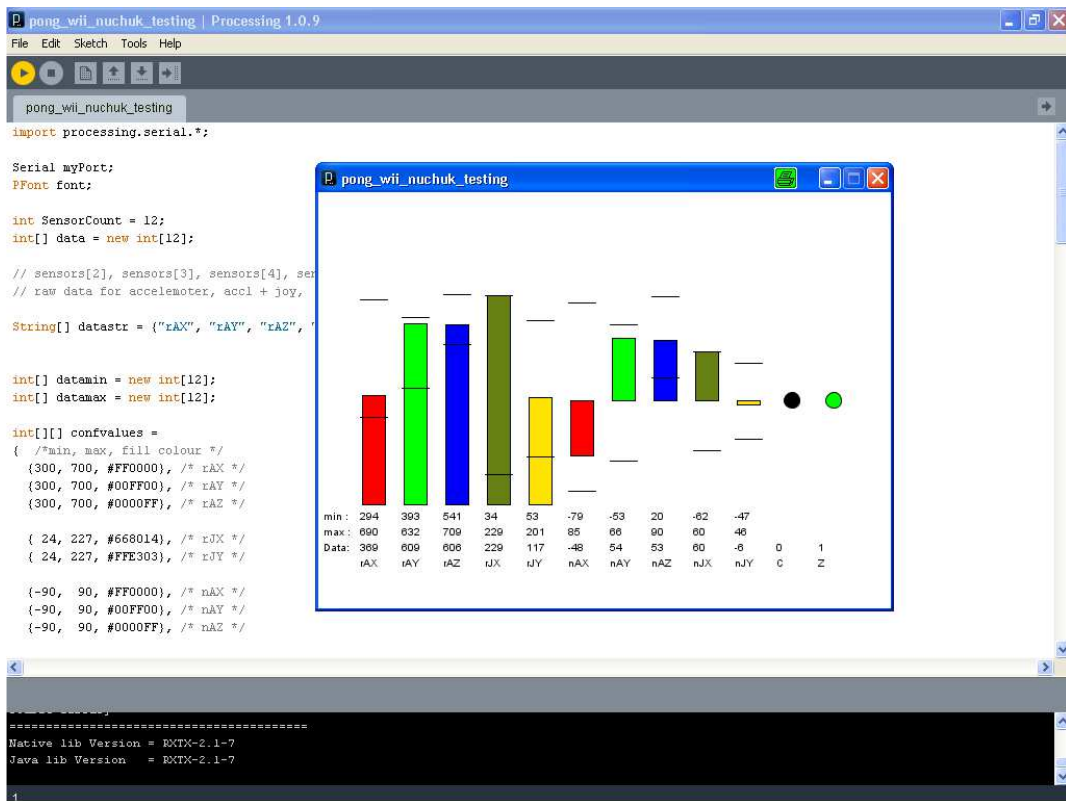 pong_wii_nuchuk_testing | Processing 1.0.9
File Edit Sketch Tools Help
pong_wii_nuchuk_testing
import processing.serial.*;
Serial myPort;
PFont font;
int SensorCount = 12;
int[] data = new int[12];
// sensors[2], sensors[3], sensors[4], sen
// raw data for accelemoter, accl + joy,
String[] datastr = {"rAX", "rAY", "rAZ", "
int[] datamin = new int[12];
int[] datamax = new int[12];
int[][] confvalues =
{ /*min, max, fill colour */
{300, 700, #FF0000}, /* rAX */
{300, 700, #00FF00}, /* rAY */
{300, 700, #0000FF}, /* rAZ */
{ 24, 227, #668014}, /* rJX */
{ 24, 227, #FFE303}, /* rJY */
{-90, 90, #FF0000}, /* nAX */
{-90, 90, #00FF00}, /* nAY */
{-90, 90, #0000FF}, /* nAZ */
pong_wii_nuchuk_testing
min : 294 393 541 34 53 -79 -53 20 -62 -47
max : 690 632 709 229 201 85 66 90 60 46
Data: 369 609 606 229 117 -48 54 53 60 -6 0 1
rAX rAY rAZ rJX rJY nAX nAY nAZ nJX nJY C Z
=========================================
Native lib Version = RXTX-2.1-7
Java lib Version = RXTX-2.1-7
1